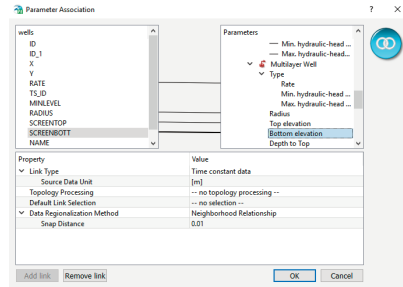 Parameter Association
?
wells
ID
ID_1
X
Y
RATE
TS_ID
MINLEVEL
RADIUS
SCREENTOP
SCREENBOTT
NAME
Parameters
Min. hydraulic-head ...
Max. hydraulic-head ...
Multilayer Well
Type
Rate
Min. hydraulic-head ...
Max. hydraulic-head ...
Radius
Top elevation
Bottom elevation
Depth to Top
Property Value
Link Type Time constant data
Source Data Unit [m]
Topology Processing -- no topology processing --
Default Link Selection -- no selection --
Data Regionalization Method Neighborhood Relationship
Snap Distance 0.01
Add link Remove link OK Cancel